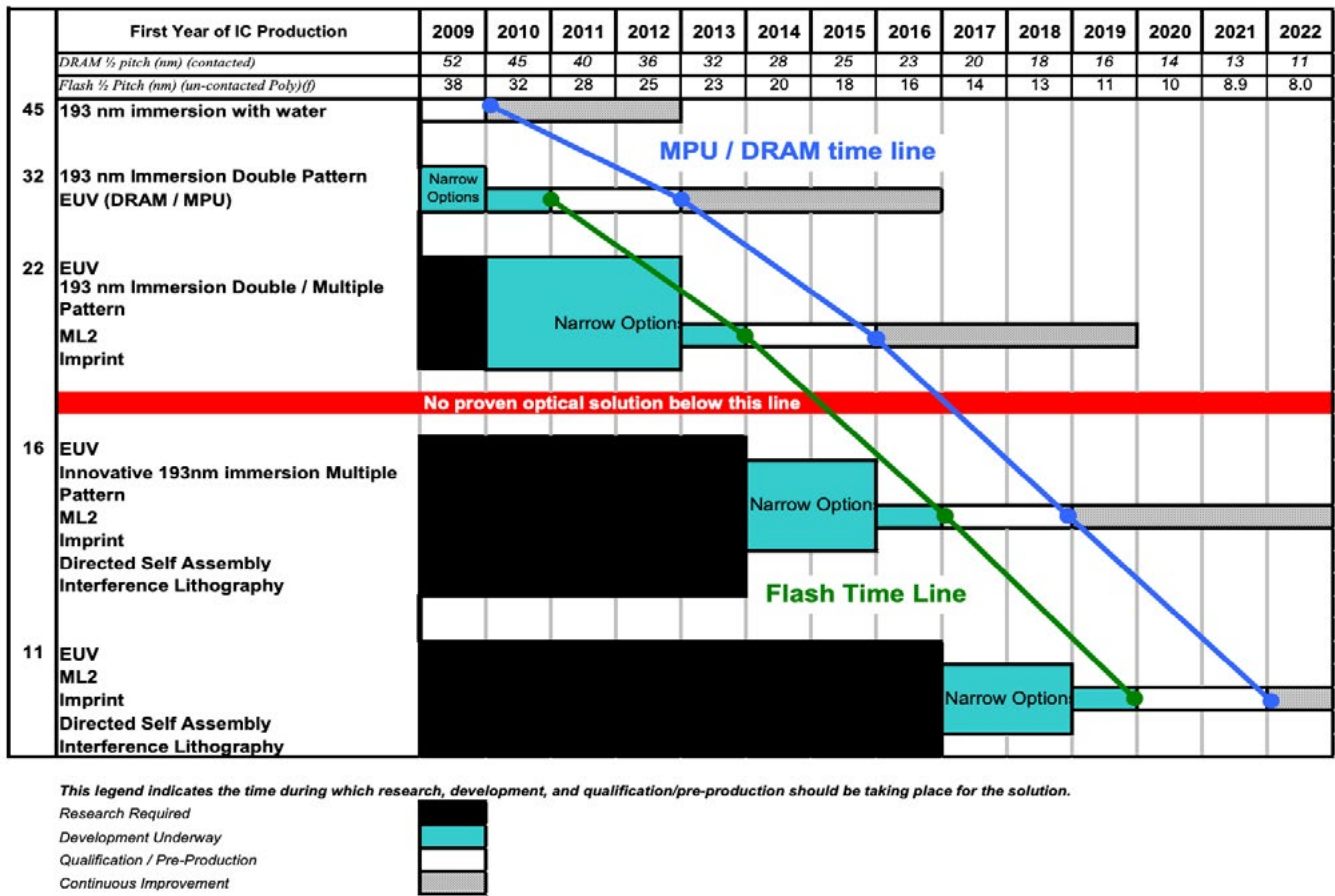 First Year of IC Production 2009 2010 2011 2012 2013 2014 2015 2016 2017 2018 2019 2020 2021 2022
DRAM ½ pitch (nm) (contacted) 52 45 40 36 32 28 25 23 20 18 16 14 13 11
Flash ½ Pitch (nm) (un-contacted Poly)(f) 38 32 28 25 23 20 18 16 14 13 11 10 8.9 8.0
45 193 nm immersion with water
MPU / DRAM time line
32 193 nm Immersion Double Pattern
EUV (DRAM / MPU)
Narrow
Options
22 EUV
193 nm Immersion Double / Multiple
Pattern
ML2
Imprint
Narrow Option
No proven optical solution below this line
16 EUV
Innovative 193nm immersion Multiple
Pattern
ML2
Imprint
Directed Self Assembly
Interference Lithography
Narrow Option
Flash Time Line
11 EUV
ML2
Imprint
Directed Self Assembly
Interference Lithography
Narrow Option
This legend indicates the time during which research, development, and qualification/pre-production should be taking place for the solution.
Research Required
Development Underway
Qualification / Pre-Production
Continuous Improvement